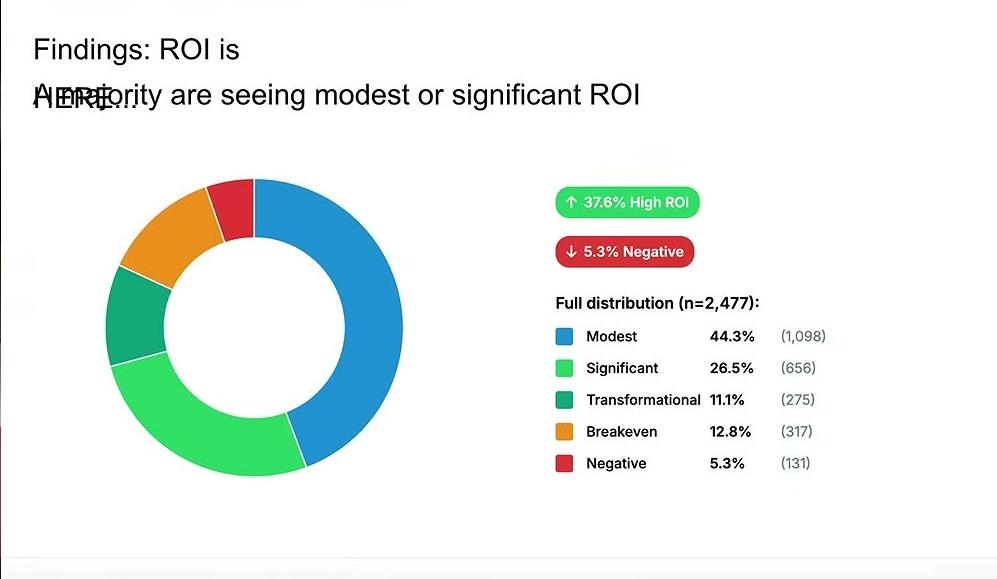 Findings: ROI is
HERE...
A majority are seeing modest or significant ROI
↑ 37.6% High ROI
↓ 5.3% Negative
Full distribution (n=2,477):
Modest 44.3% (1,098)
Significant 26.5% (656)
Transformational 11.1% (275)
Breakeven 12.8% (317)
Negative 5.3% (131)